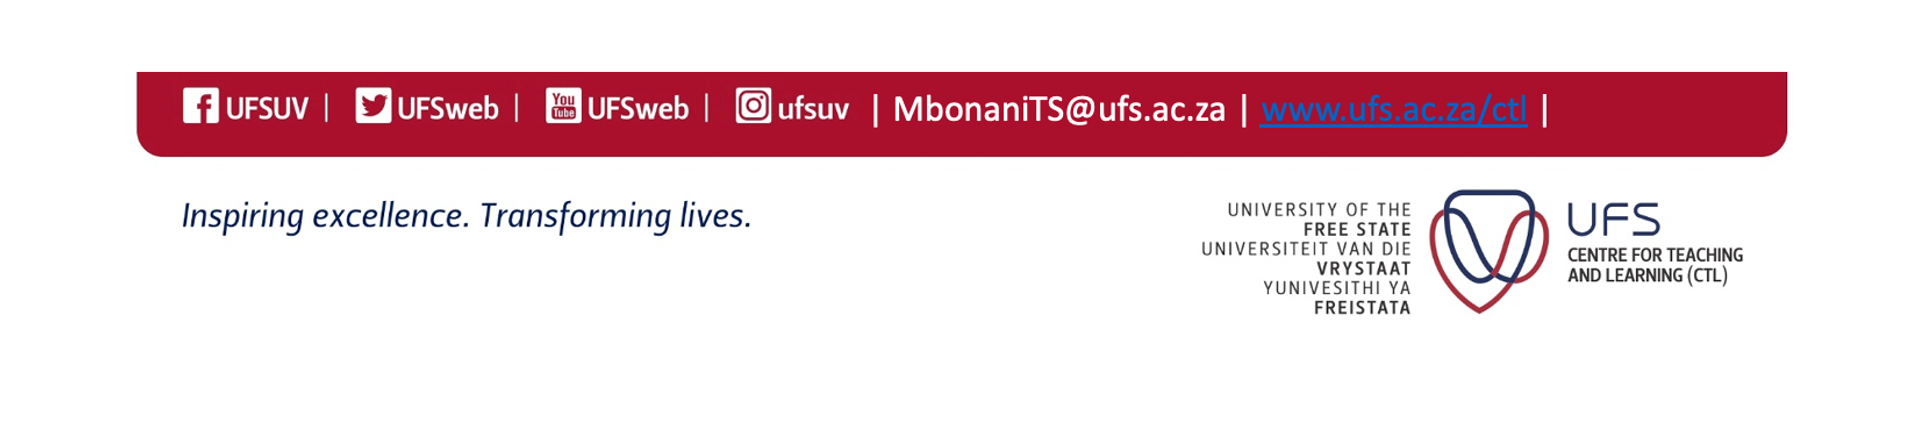 UFSUV | UFSweb | You Tube UFSweb | ufsuv | MbonaniTS@ufs.ac.za | www.ufs.ac.za/ctl |
Inspiring excellence. Transforming lives.
UNIVERSITY OF THE
FREE STATE
UNIVERSITEIT VAN DIE
VRYSTAAT
YUNIVESITHI YA
FREISTATA
UFS
CENTRE FOR TEACHING
AND LEARNING (CTL)